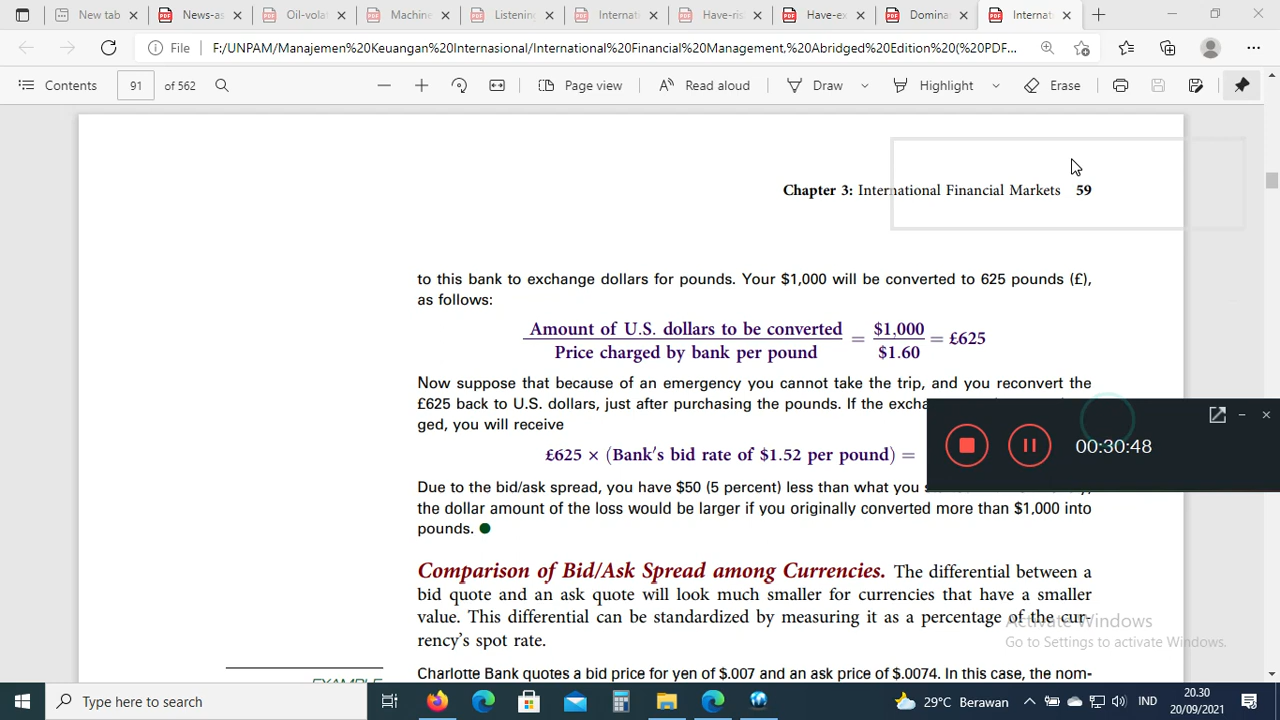 New tab
News-as
Oil-volat
Machine
Listening
Internati
Have-ris
Have-ex
Domina
Internat
File
F:/UNPAM/Manajemen%20Keuangan%20Internasional/International%20Financial%20Management,%20Abridged%20Edition%20(%20PDF...
Contents
91
of 562
Page view
Read aloud
Draw
Highlight
Erase
Chapter 3: International Financial Markets 59
to this bank to exchange dollars for pounds. Your $1,000 will be converted to 625 pounds (£),
as follows:
Amount of U.S. dollars to be converted
Price charged by bank per pound
=
$1,000
$1.60
= £625
Now suppose that because of an emergency you cannot take the trip, and you reconvert the
£625 back to U.S. dollars, just after purchasing the pounds. If the
ged, you will receive
£625 × (Bank's bid rate of $1.52 per pound) =
00:30:48
Due to the bid/ask spread, you have $50 (5 percent) less than what you
the dollar amount of the loss would be larger if you originally converted more than $1,000 into
pounds.
Comparison of Bid/Ask Spread among Currencies. The differential between a
bid quote and an ask quote will look much smaller for currencies that have a smaller
value. This differential can be standardized by measuring it as a percentage of the cur-
rency's spot rate.
Activate Windows
Go to Settings to activate Windows.
EXAMPLE
Charlotte Bank quotes a bid price for yen of $.007 and an ask price of $.0074. In this case, the nom-
Type here to search
29°C Berawan
IND
20.30
20/09/2021